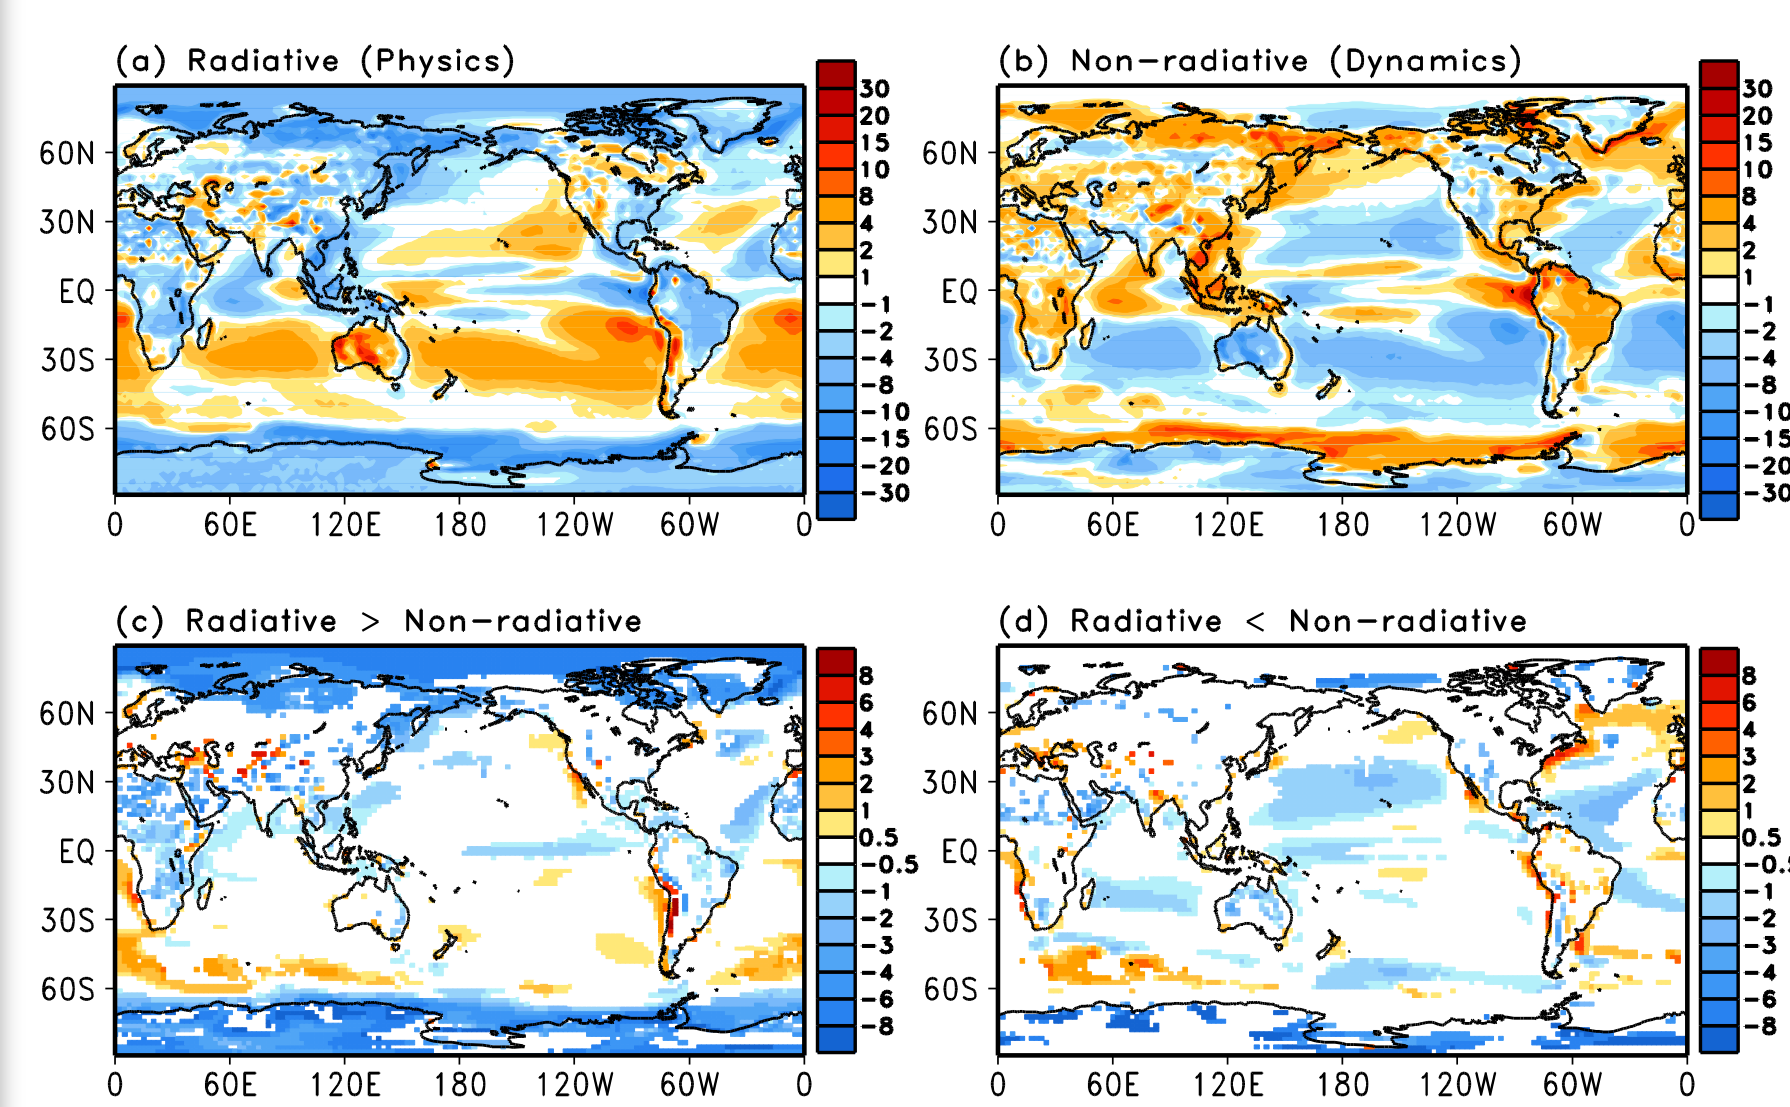 (a) Radiative (Physics)
30
20
15
10
8
4
2
1
-1
-2
-4
-8
-10
-15
-20
-30
60N
30N
EQ
30S
60S
0 60E 120E 180 120W 60W 0
(b) Non-radiative (Dynamics)
30
20
15
10
8
4
2
1
-1
-2
-4
-8
-10
-15
-20
-30
60N
30N
EQ
30S
60S
0 60E 120E 180 120W 60W 0
(c) Radiative > Non-radiative
8
6
4
3
2
1
0.5
-0.5
-1
-2
-3
-4
-6
-8
60N
30N
EQ
30S
60S
0 60E 120E 180 120W 60W 0
(d) Radiative < Non-radiative
8
6
4
3
2
1
0.5
-0.5
-1
-2
-3
-4
-6
-8
60N
30N
EQ
30S
60S
0 60E 120E 180 120W 60W 0